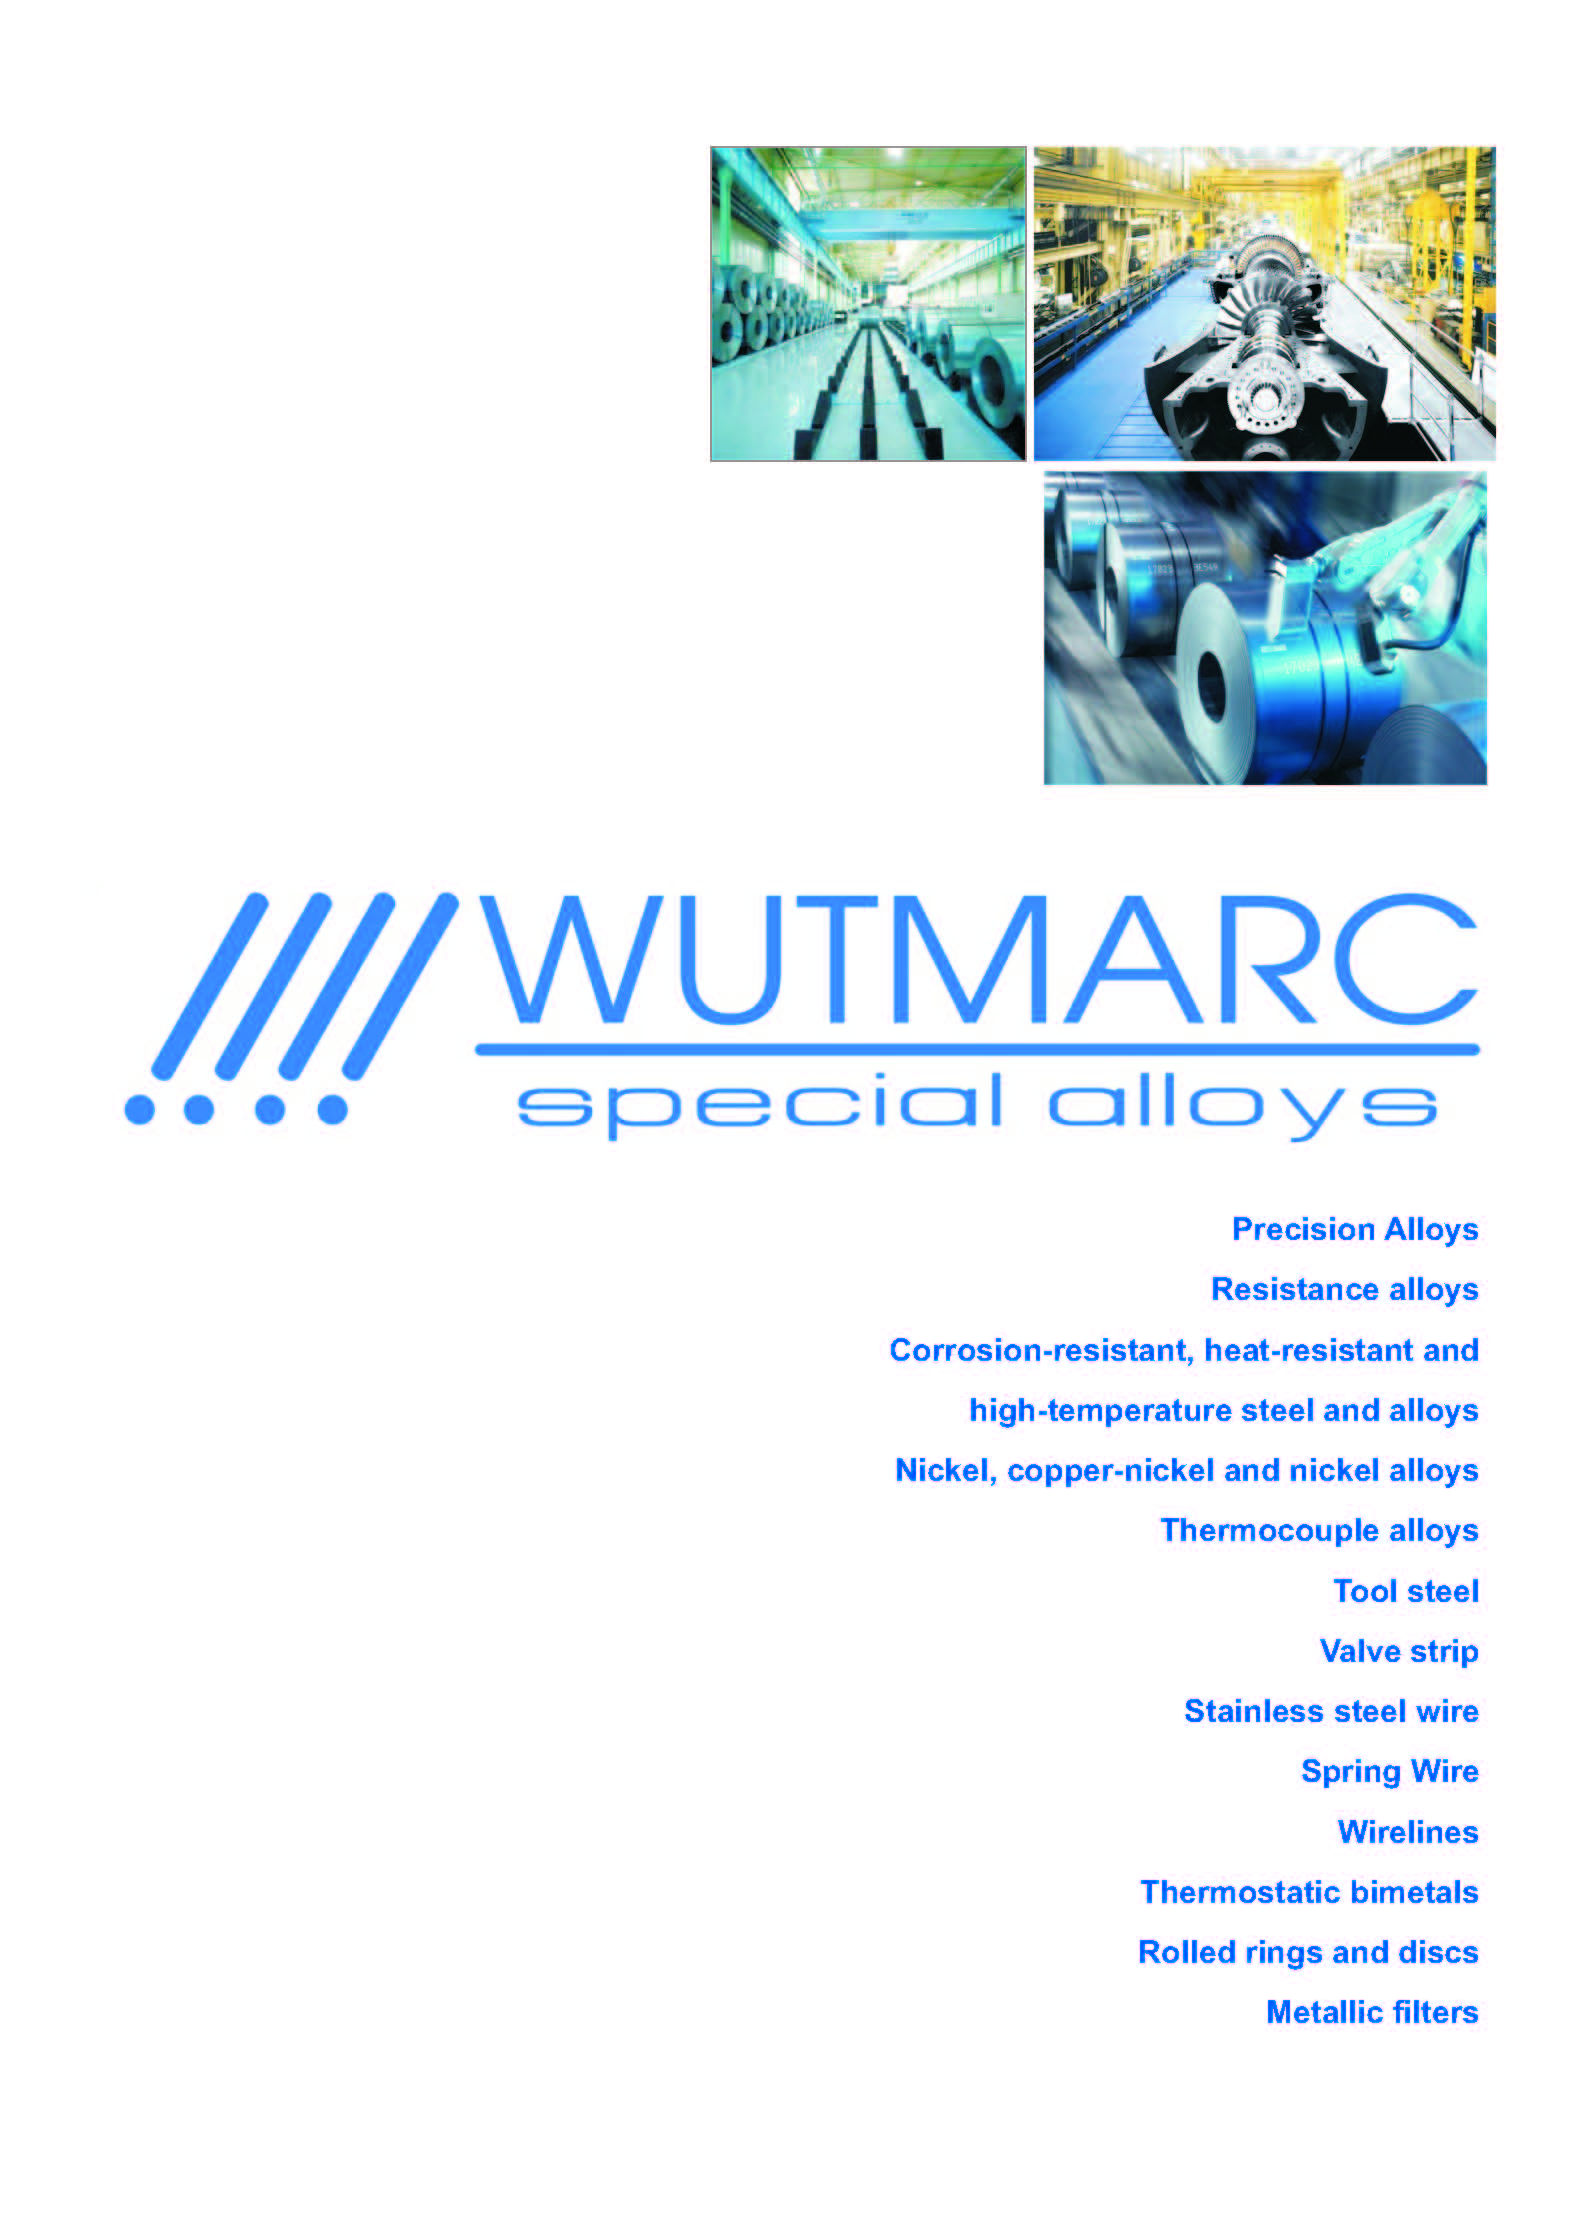 WUTMARC
special alloys
Precision Alloys
Resistance alloys
Corrosion-resistant, heat-resistant and
high-temperature steel and alloys
Nickel, copper-nickel and nickel alloys
Thermocouple alloys
Tool steel
Valve strip
Stainless steel wire
Spring Wire
Wirelines
Thermostatic bimetals
Rolled rings and discs
Metallic filters